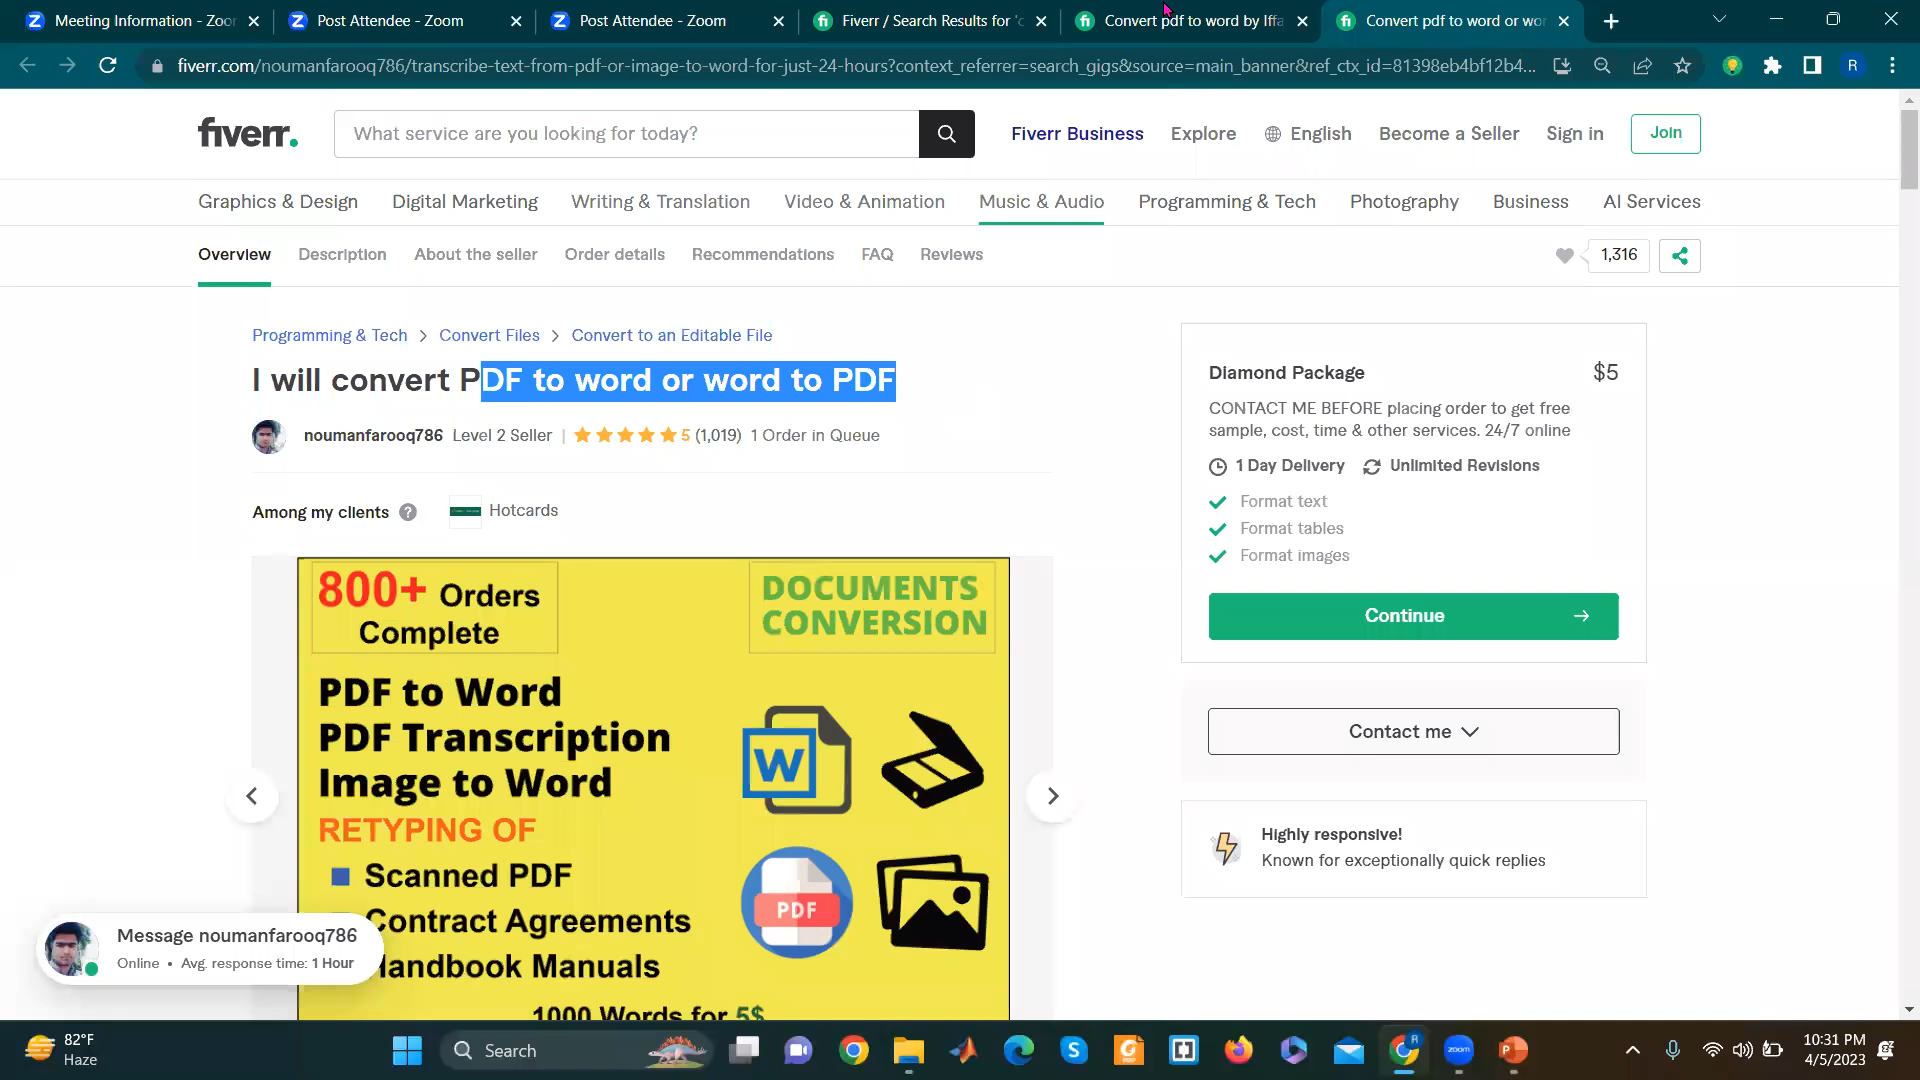 Meeting Information - Zoo
Post Attendee - Zoom
Post Attendee - Zoom
Fiverr / Search Results for 'c
Convert pdf to word by Iffa
Convert pdf to word or wor
fiverr.com/noumanfarooq786/transcribe-text-from-pdf-or-image-to-word-for-just-24-hours?context_referrer=search_gigs&source=main_banner&ref_ctx_id=81398eb4bf12b4...
R
fiverr.
What service are you looking for today?
Fiverr Business
Explore
English
Become a Seller
Sign in
Join
Graphics & Design
Digital Marketing
Writing & Translation
Video & Animation
Music & Audio
Programming & Tech
Photography
Business
AI Services
Overview
Description
About the seller
Order details
Recommendations
FAQ
Reviews
1,316
Programming & Tech > Convert Files > Convert to an Editable File
I will convert PDF to word or word to PDF
noumanfarooq786 Level 2 Seller | 5 (1,019) 1 Order in Queue
Among my clients ?
Hotcards
800+ Orders
Complete
DOCUMENTS
CONVERSION
PDF to Word
PDF Transcription
Image to Word
RETYPING OF
Scanned PDF
Contract Agreements
Handbook Manuals
1000 Words for 5$
W
PDF
Diamond Package
$5
CONTACT ME BEFORE placing order to get free
sample, cost, time & other services. 24/7 online
1 Day Delivery
Unlimited Revisions
Format text
Format tables
Format images
Continue
Contact me
Highly responsive!
Known for exceptionally quick replies
Message noumanfarooq786
Online • Avg. response time: 1 Hour
82°F
Haze
Search
R
zoom
10:31 PM
4/5/2023